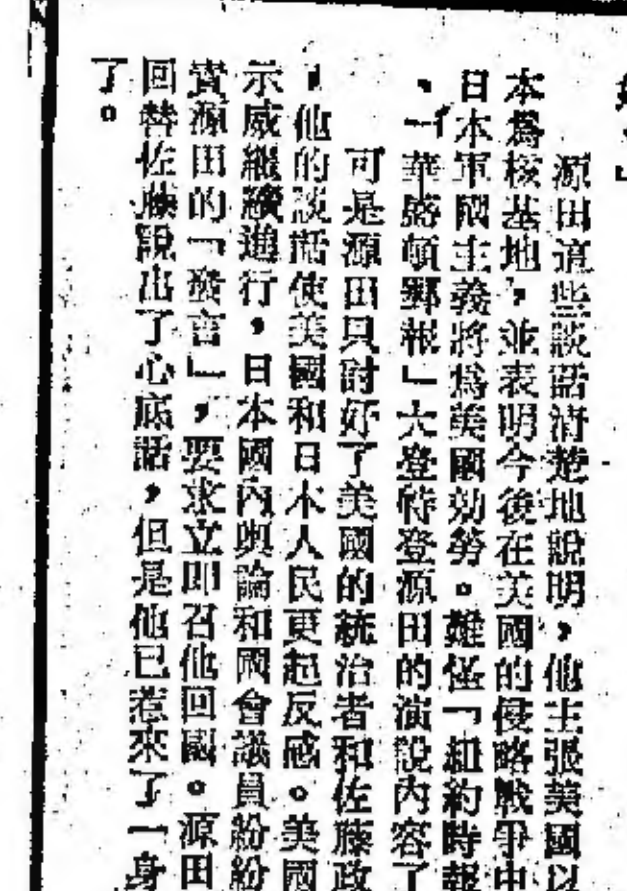 源田這些談話清楚地說明，他主張美國以
本爲核基地，並表明今後在美國的侵略戰爭中
日本軍國主義將爲美國効勞。難怪「紐約時報
、「華盛頓郵報」大登特登源田的演說內容了
可是源田只討好了美國的統治者和佐藤政
，他的談話使美國和日本人民更起反感。美國
示威繼續進行，日本國內輿論和國會議員紛紛
責源田的「發言」，要求立即召他回國。源田
回替佐藤說出了心底話，但是他已惹來了一身
了。